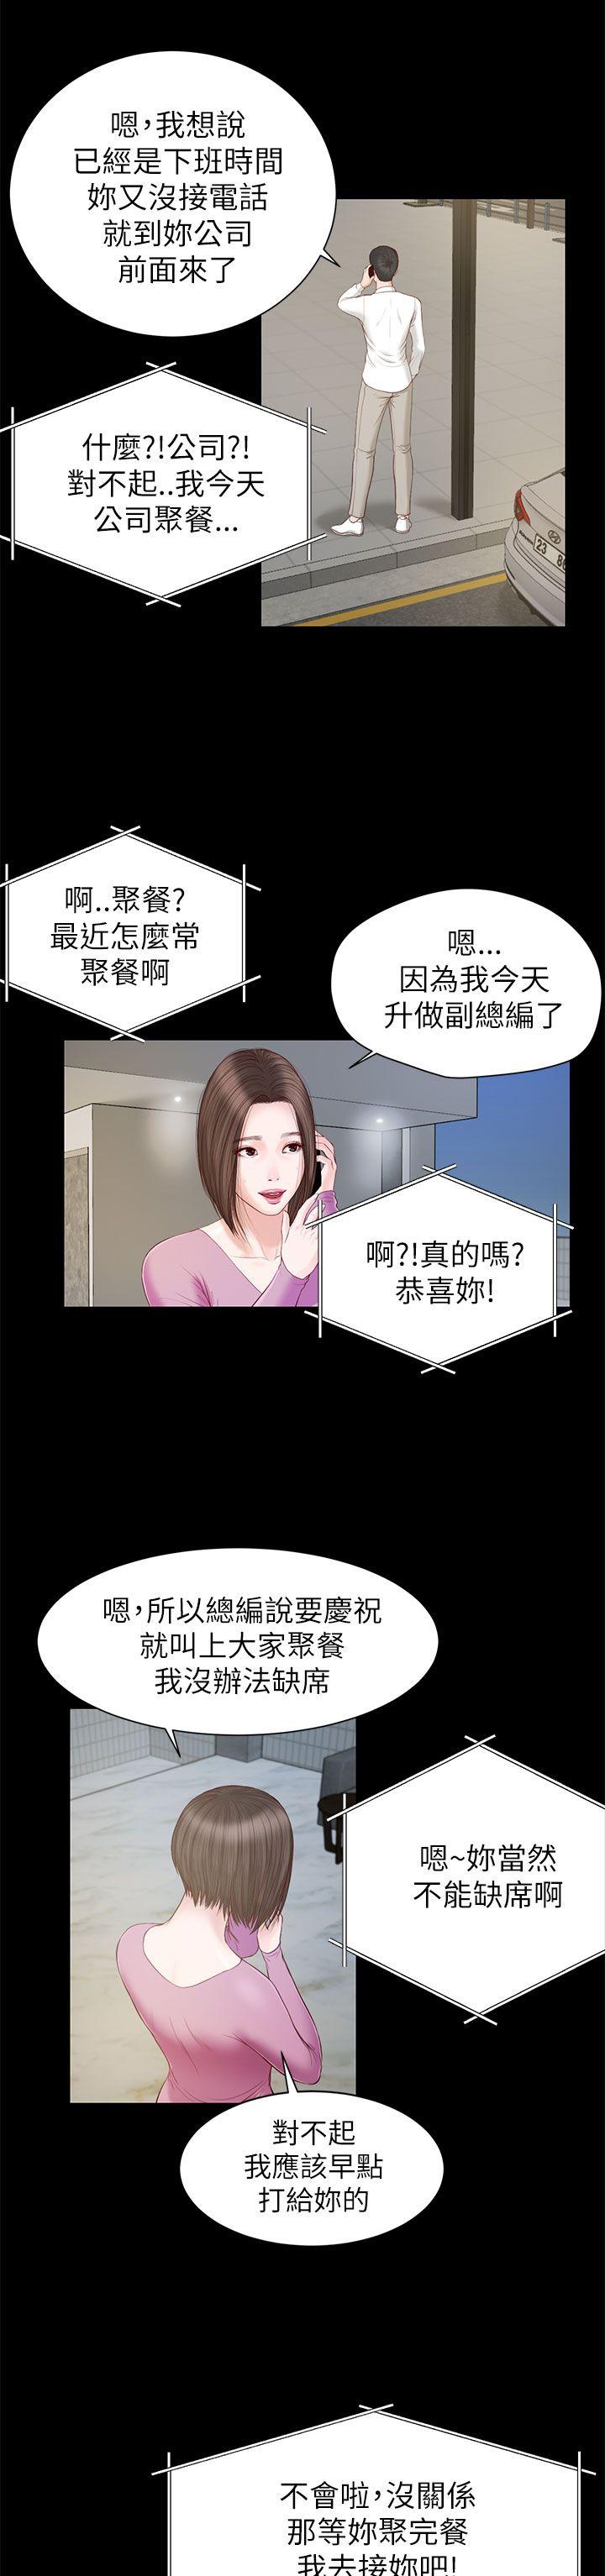 嗯，我想說
已經是下班時間
妳又沒接電話
就到妳公司
前面來了
什麼?!公司?!
對不起..我今天
公司聚餐...
23 86
啊..聚餐?
最近怎麼常
聚餐啊
嗯...
因為我今天
升做副總編了
啊?!真的嗎?
恭喜妳!
嗯，所以總編說要慶祝
就叫上大家聚餐
我沒辦法缺席
嗯~妳當然
不能缺席啊
對不起
我應該早點
打給妳的
不會啦，沒關係
那等妳聚完餐
我去接妳吧!